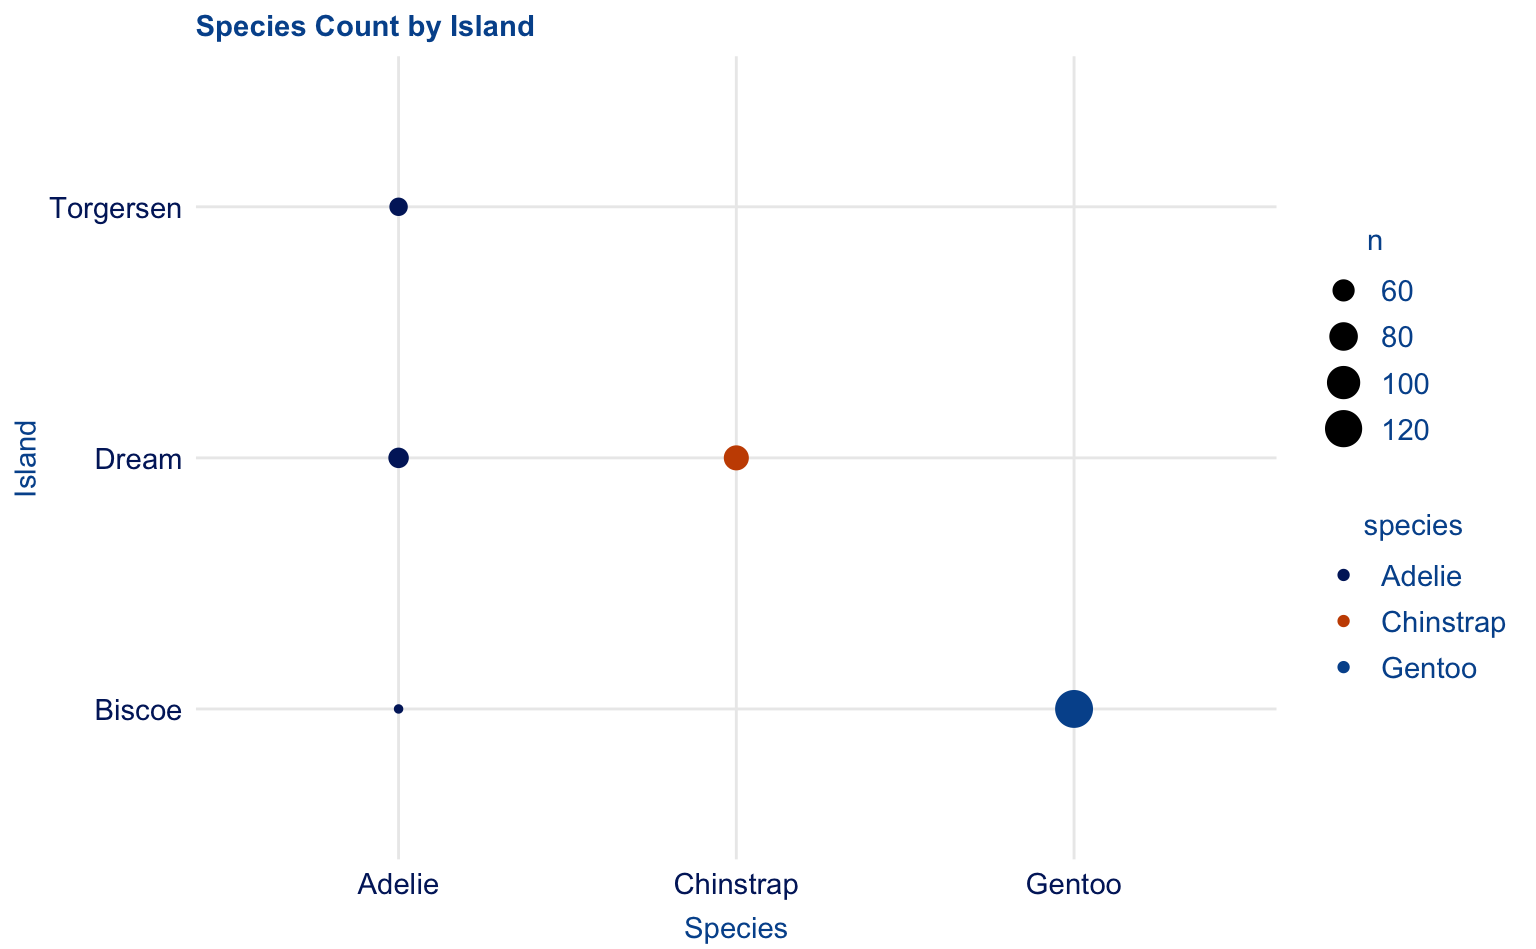 Species Count by Island
Torgersen
Dream
Biscoe
Island
Adelie
Chinstrap
Gentoo
Species
n
60
80
100
120
species
Adelie
Chinstrap
Gentoo